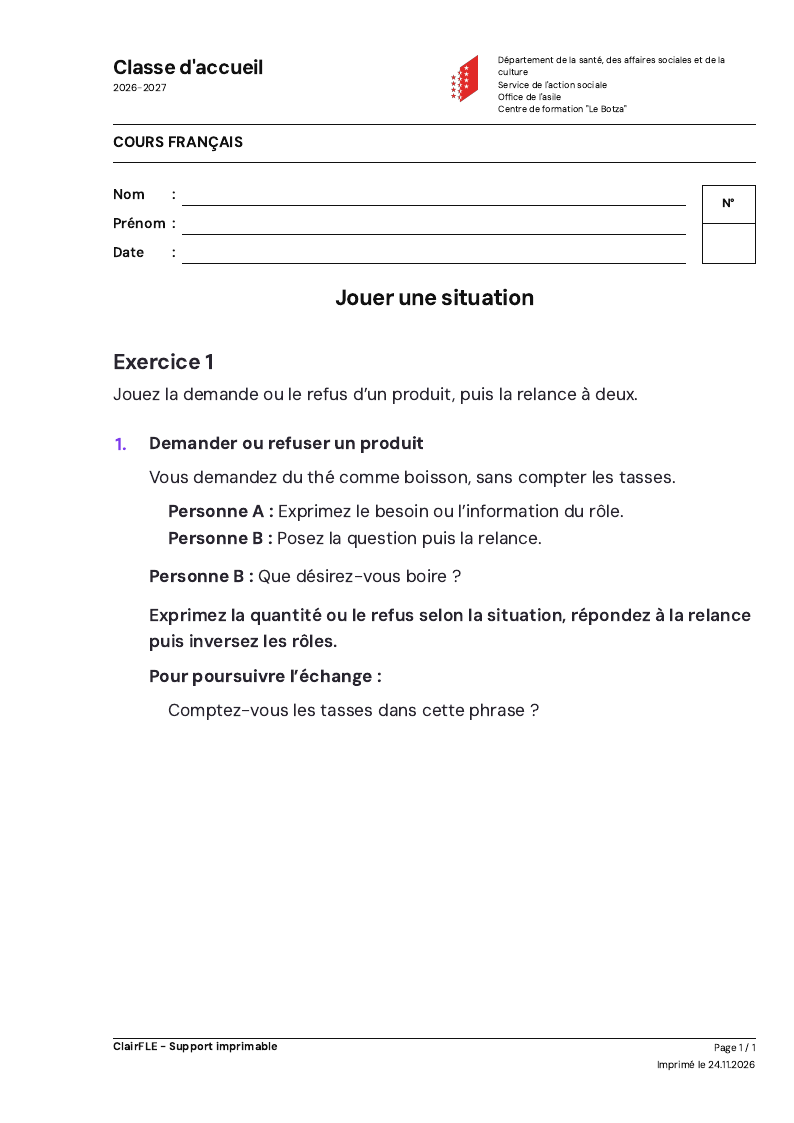 Classe d'accueil
2026-2027
Département de la santé, des affaires sociales et de la
culture
Service de l'action sociale
Office de l'asile
Centre de formation "Le Botza"
COURS FRANÇAIS
Nom :
Prénom :
Date :
N°
Jouer une situation
Exercice 1
Jouez la demande ou le refus d’un produit, puis la relance à deux.
1. Demander ou refuser un produit
Vous demandez du thé comme boisson, sans compter les tasses.
Personne A : Exprimez le besoin ou l’information du rôle.
Personne B : Posez la question puis la relance.
Personne B : Que désirez-vous boire ?
Exprimez la quantité ou le refus selon la situation, répondez à la relance
puis inversez les rôles.
Pour poursuivre l’échange :
Comptez-vous les tasses dans cette phrase ?
ClairFLE - Support imprimable
Page 1 / 1
Imprimé le 24.11.2026